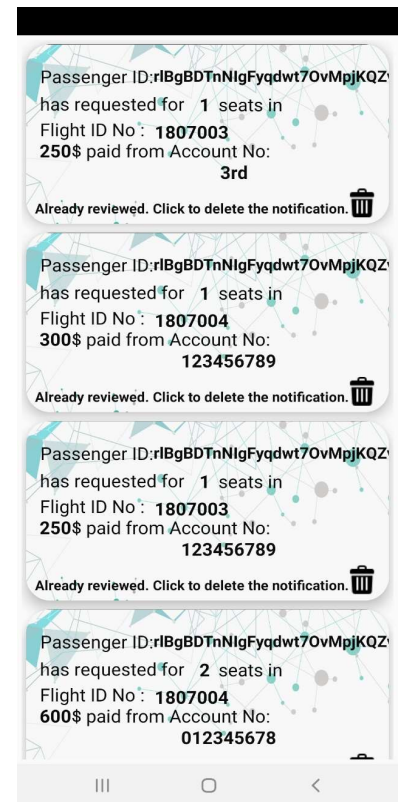 Passenger ID:rlBgBDTnNIgFyqdwt7OvMpjKQZ
has requested for 1 seats in
Flight ID No : 1807003
250$ paid from Account No:
3rd
Already reviewed. Click to delete the notification.
Passenger ID:rlBgBDTnNIgFyqdwt7OvMpjKQZ
has requested for 1 seats in
Flight ID No : 1807004
300$ paid from Account No:
123456789
Already reviewed. Click to delete the notification.
Passenger ID:rlBgBDTnNIgFyqdwt7OvMpjKQZ
has requested for 1 seats in
Flight ID No : 1807003
250$ paid from Account No:
123456789
Already reviewed. Click to delete the notification.
Passenger ID:rlBgBDTnNIgFyqdwt7OvMpjKQZ
has requested for 2 seats in
Flight ID No : 1807004
600$ paid from Account No:
012345678